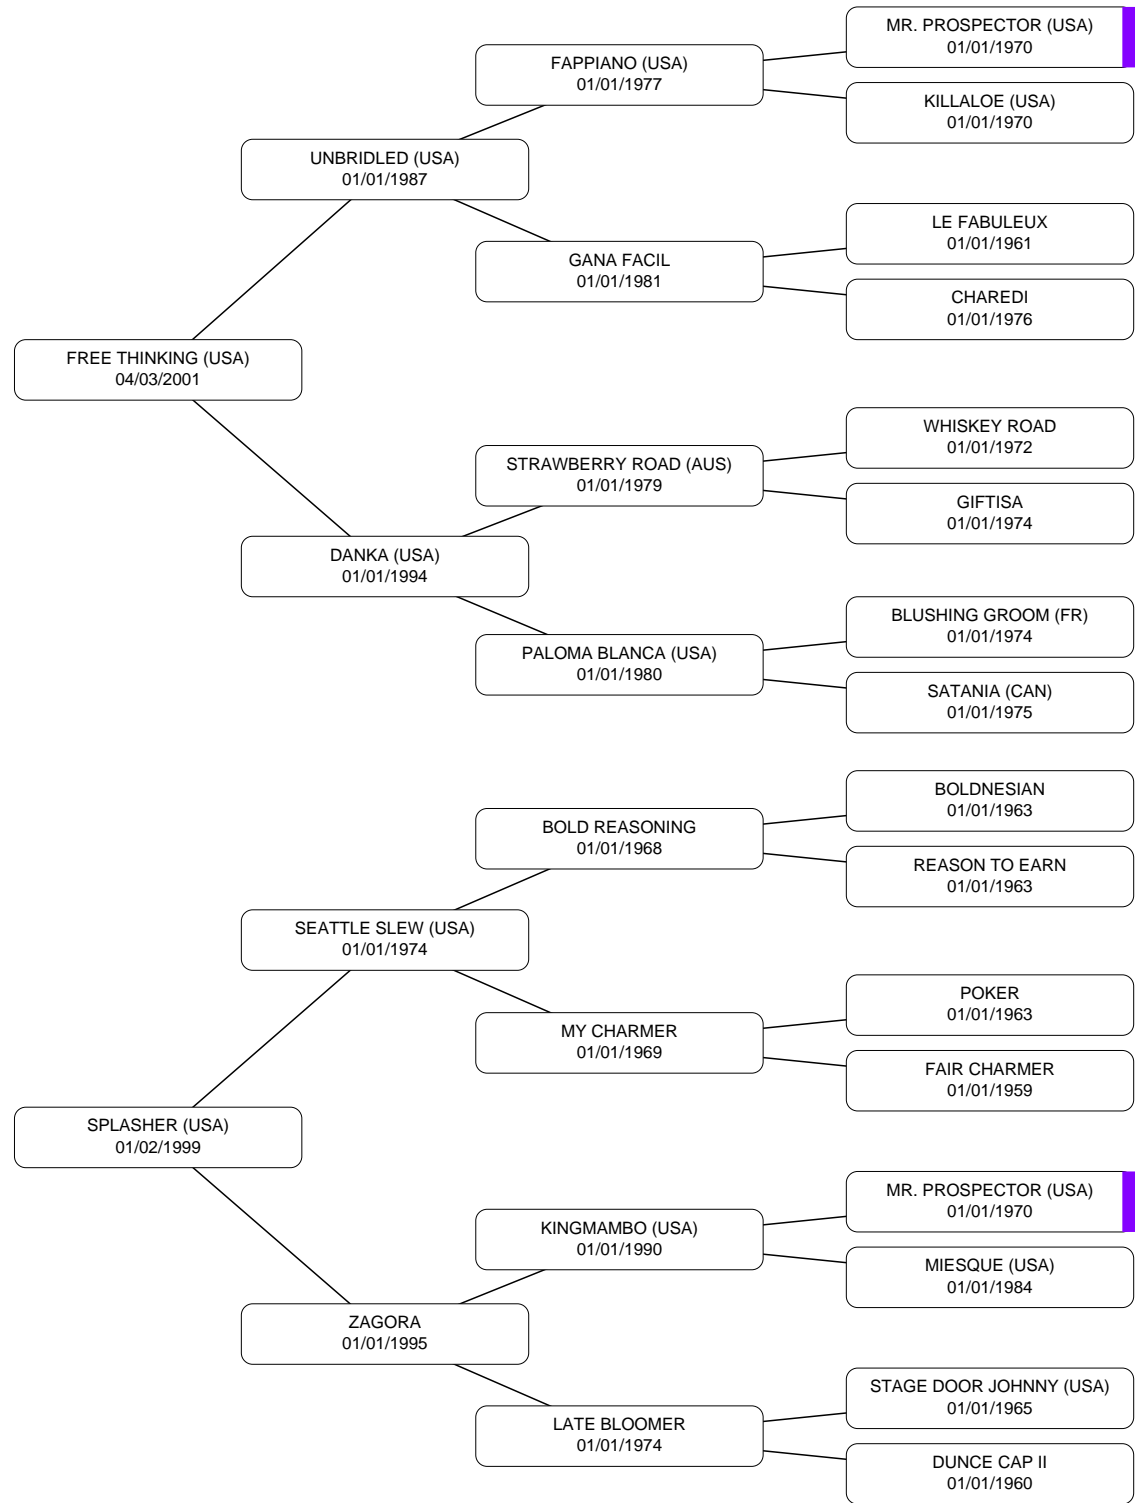 MR. PROSPECTOR (USA)
01/01/1970
FAPPIANO (USA)
01/01/1977
KILLALOE (USA)
01/01/1970
UNBRIDLED (USA)
01/01/1987
LE FABULEUX
01/01/1961
GANA FACIL
01/01/1981
CHAREDI
01/01/1976
FREE THINKING (USA)
04/03/2001
WHISKEY ROAD
01/01/1972
STRAWBERRY ROAD (AUS)
01/01/1979
GIFTISA
01/01/1974
DANKA (USA)
01/01/1994
BLUSHING GROOM (FR)
01/01/1974
PALOMA BLANCA (USA)
01/01/1980
SATANIA (CAN)
01/01/1975
BOLDNESIAN
01/01/1963
BOLD REASONING
01/01/1968
REASON TO EARN
01/01/1963
SEATTLE SLEW (USA)
01/01/1974
POKER
01/01/1963
MY CHARMER
01/01/1969
FAIR CHARMER
01/01/1959
SPLASHER (USA)
01/02/1999
MR. PROSPECTOR (USA)
01/01/1970
KINGMAMBO (USA)
01/01/1990
MIESQUE (USA)
01/01/1984
ZAGORA
01/01/1995
STAGE DOOR JOHNNY (USA)
01/01/1965
LATE BLOOMER
01/01/1974
DUNCE CAP II
01/01/1960